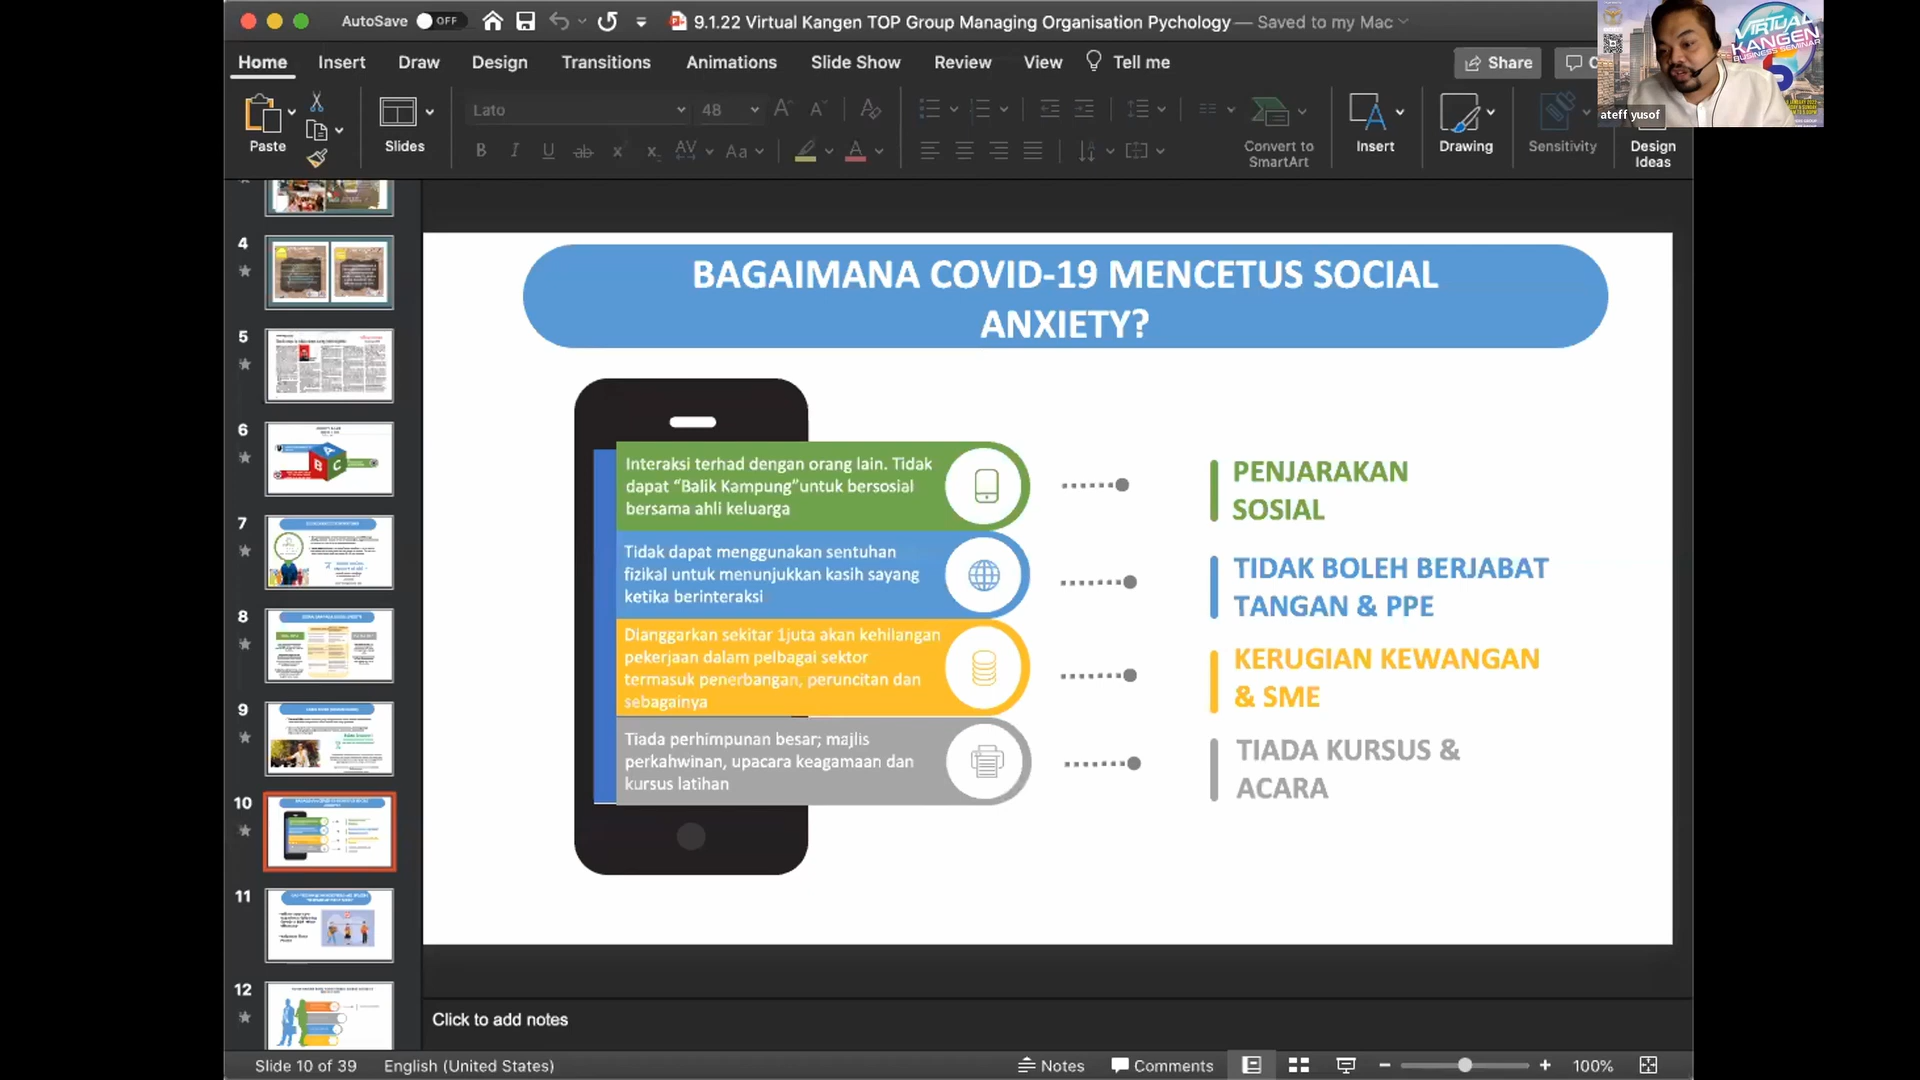 AutoSave OFF
9.1.22 Virtual Kangen TOP Group Managing Organisation Pychology — Saved to my Mac
Home Insert Draw Design Transitions Animations Slide Show Review View Tell me
Share
Paste
Slides
Lato
48
Convert to
SmartArt
Insert
Drawing
Sensitivity
Design
Ideas
VIRTUAL
KANGEN
BUSINESS SEMINAR
5
ateff yusof
4
5
6
A
B
C
7
8
9
10
11
12
BAGAIMANA COVID-19 MENCETUS SOCIAL
ANXIETY?
Interaksi terhad dengan orang lain. Tidak
dapat “Balik Kampung”untuk bersosial
bersama ahli keluarga
PENJARAKAN
SOSIAL
Tidak dapat menggunakan sentuhan
fizikal untuk menunjukkan kasih sayang
ketika berinteraksi
TIDAK BOLEH BERJABAT
TANGAN & PPE
Dianggarkan sekitar 1juta akan kehilangan
pekerjaan dalam pelbagai sektor
termasuk penerbangan, peruncitan dan
sebagainya
KERUGIAN KEWANGAN
& SME
Tiada perhimpunan besar; majlis
perkahwinan, upacara keagamaan dan
kursus latihan
TIADA KURSUS &
ACARA
Click to add notes
Slide 10 of 39
English (United States)
Notes
Comments
100%